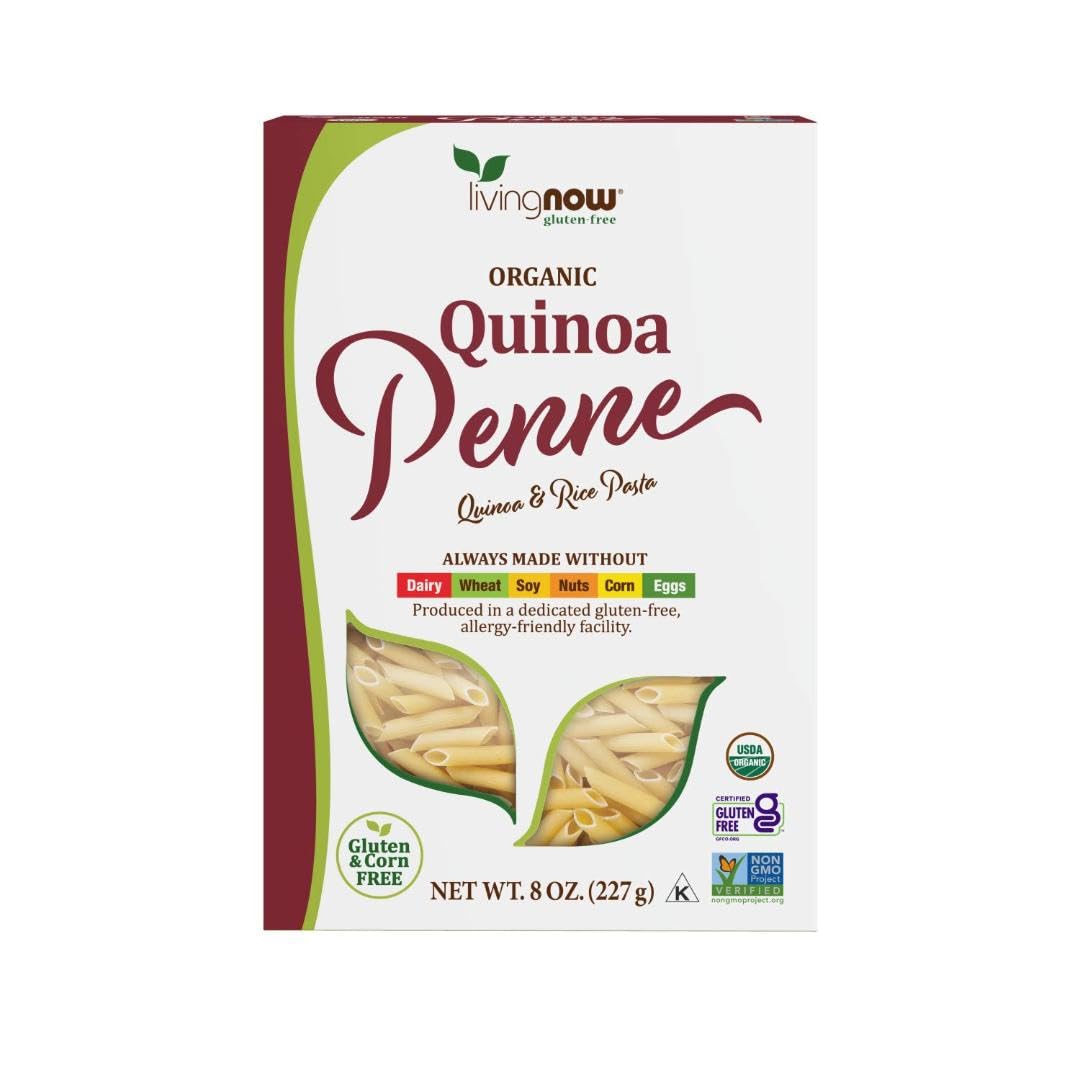 livingnow®
gluten-free
ORGANIC
Quinoa
Penne
Quinoa & Rice Pasta
ALWAYS MADE WITHOUT
Dairy Wheat Soy Nuts Corn Eggs
Produced in a dedicated gluten-free,
allergy-friendly facility.
USDA
ORGANIC
CERTIFIED
GLUTEN
FREE
GFCO.ORG
Gluten
& Corn
FREE
NET WT. 8 OZ. (227 g)
K
NON
GMO
Project
VERIFIED
nongmoproject.org